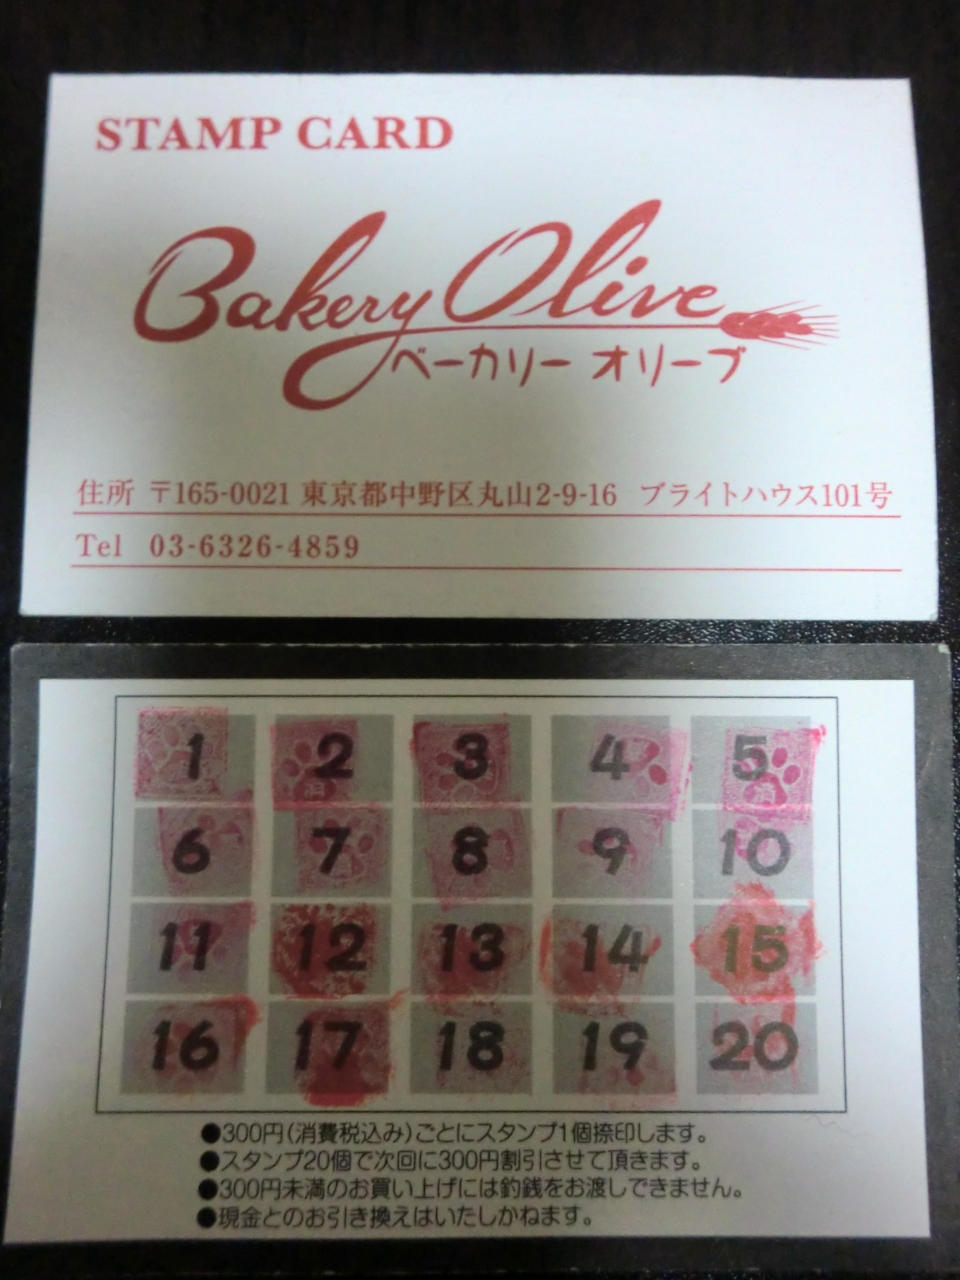 STAMP CARD
Bakery Olive
ベーカリー オリーブ
住所 〒165-0021 東京都中野区丸山2-9-16 ブライトハウス101号
Tel 03-6326-4859
1 2 3 4 5
6 7 8 9 10
11 12 13 14 15
16 17 18 19 20
●300円(消費税込み)ごとにスタンプ1個捺印します。
●スタンプ20個で次回に300円割引させて頂きます。
●300円未満のお買い上げには釣銭をお渡しできません。
●現金とのお引き換えはいたしかねます。